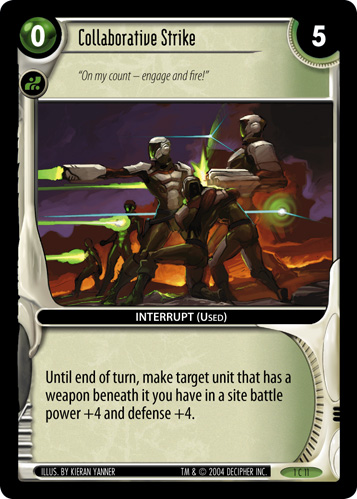 0
Collaborative Strike
5
“On my count – engage and fire!”
INTERRUPT (USED)
Until end of turn, make target unit that has a
weapon beneath it you have in a site battle
power +4 and defense +4.
ILLUS. BY KIERAN YANNER
TM & © 2004 DECIPHER INC.
1 C 11